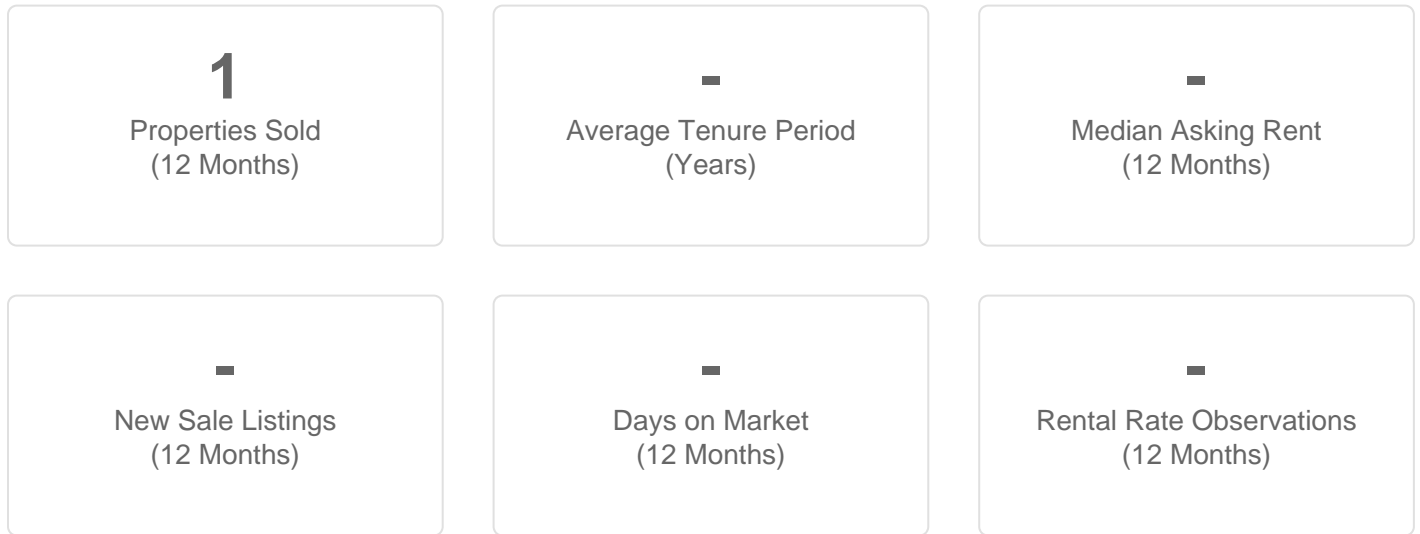 1
Properties Sold
(12 Months)
-
Average Tenure Period
(Years)
-
Median Asking Rent
(12 Months)
-
New Sale Listings
(12 Months)
-
Days on Market
(12 Months)
-
Rental Rate Observations
(12 Months)